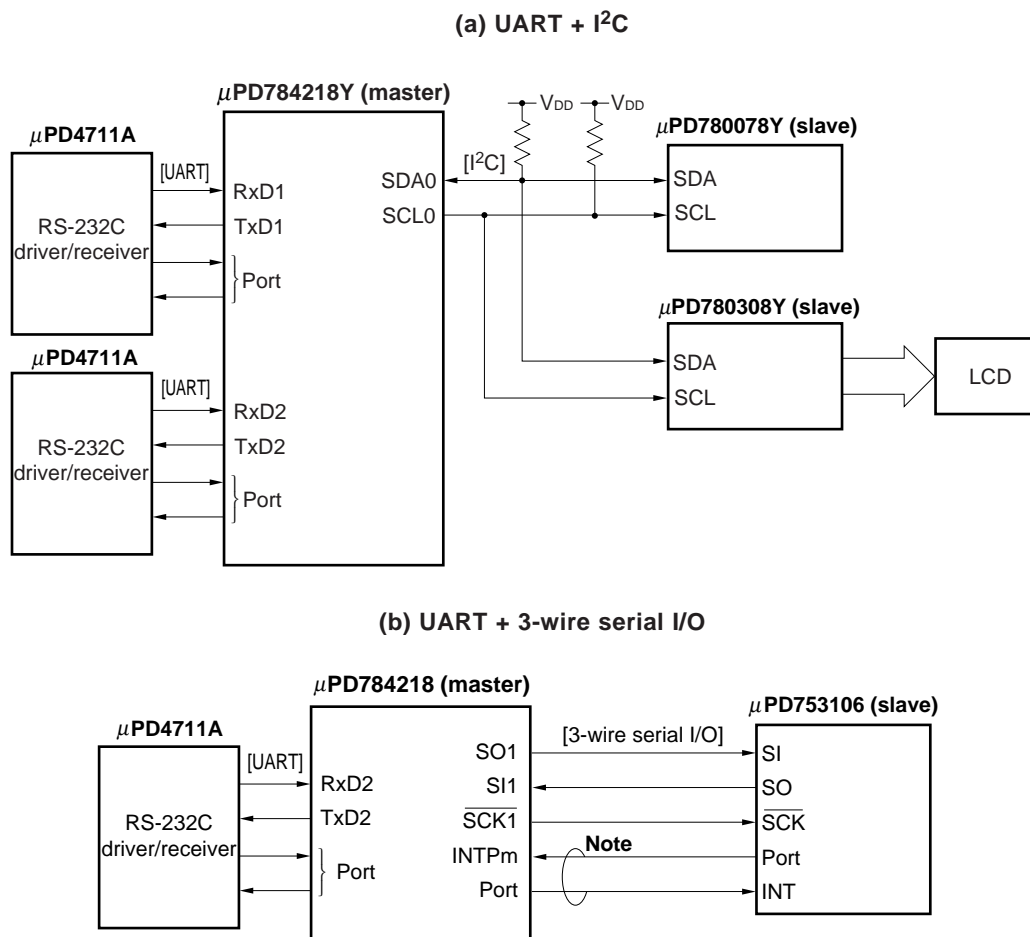 (a) UART + I²C
μPD784218Y (master)
μPD4711A
[UART]
RS-232C
driver/receiver
RxD1
TxD1
Port
μPD4711A
[UART]
RS-232C
driver/receiver
RxD2
TxD2
Port
SDA0
SCL0
[I²C]
VDD
VDD
μPD780078Y (slave)
SDA
SCL
μPD780308Y (slave)
SDA
SCL
LCD
(b) UART + 3-wire serial I/O
μPD784218 (master)
μPD4711A
[UART]
RS-232C
driver/receiver
RxD2
TxD2
Port
SO1
SI1
SCK1
INTPm
Port
[3-wire serial I/O]
Note
μPD753106 (slave)
SI
SO
SCK
Port
INT